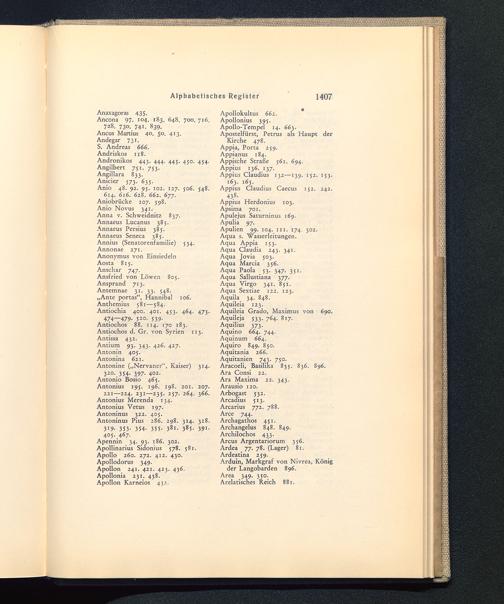 Alphabetisches Register 1407
Anaxagoras 435.
Ancona 97. 104. 183, 648, 700, 716,
728, 730, 741, 839.
Ancus Martius 40. 50. 413.
Andegar 731.
S. Andreas 666.
Andriskos 118.
Andronikos 443. 444. 445. 450. 454.
Angilbert 751. 753.
Angillara 833.
Anicier 573. 635.
Anio 48. 92. 95. 102. 127. 506. 548.
614. 616. 628. 662. 677.
Aniobrücke 107. 598.
Anio Novus 341.
Anna v. Schweidnitz 837.
Annaeus Lucanus 385.
Annaeus Persius 385.
Annaeus Seneca 385.
Annius (Senatorenfamilie) 534.
Annonae 271.
Anonymus von Einsiedeln
Aosta 815.
Anschar 747.
Ansfried von Löwen 805.
Ansprand 713.
Antemnae 31. 33. 548.
„Ante portas“, Hannibal 106.
Anthemius 581—584.
Antiochia 400. 401. 453. 464. 473.
474—479. 520. 539.
Antiochos 88. 114. 170 183.
Antiochos d. Gr. von Syrien 113.
Antissa 432.
Antium 93. 343. 426. 427.
Antonin 405.
Antonina 621.
Antonine („Nervaner“, Kaiser) 314.
320. 354. 397. 402.
Antonio Bosio 465.
Antonius 195. 196. 198. 201. 207.
221—224. 231—235. 257. 264. 366.
Antonius Merenda 134.
Antonius Vetus 197.
Antoninus 322. 405.
Antoninus Pius 286. 298. 314. 318.
319. 353. 354. 355. 381. 385. 391.
405. 467.
Apennin 34. 93. 186. 302.
Apollinarius Sidonius 578. 581.
Apollo 260. 272. 412. 430.
Apollodorus 349.
Apollon 241. 421. 423. 436.
Apollonia 231. 438.
Apollon Karneios 432.
Apollokultus 662.
Apollonius 395.
Apollo-Tempel 14. 663.
Apostelfürst, Petrus als Haupt der
Kirche 478.
Appia, Porta 259.
Appianus 184.
Appische Straße 561. 694.
Appius 136. 137.
Appius Claudius 132—139. 152. 153.
163. 165.
Appius Claudius Caecus 152. 242.
438.
Appius Herdonius 103.
Apsima 701.
Apulejus Saturninus 169.
Apulia 97.
Apulien 99. 104. 111. 174. 302.
Aqua s. Wasserleitungen.
Aqua Appia 153.
Aqua Claudia 243. 341.
Aqua Jovia 503.
Aqua Marcia 356.
Aqua Paola 53. 347. 351.
Aqua Sallustiana 377.
Aqua Virgo 341. 851.
Aquae Sextiae 122. 123.
Aquila 34. 848.
Aquileia 123.
Aquileia Grado, Maximus von 690.
Aquileja 533. 764. 817.
Aquilius 373.
Aquino 664. 744.
Aquinum 664.
Aquiro 849. 850.
Aquitania 266.
Aquitanien 743. 750.
Aracoeli, Basilika 835. 836. 896.
Ara Consi 22.
Ara Maxima 22. 343.
Arausio 120.
Arbogast 532.
Arcadius 513.
Arcarius 772. 788.
Arce 744.
Archagathos 451.
Archangelus 848. 849.
Archilochos 433.
Arcus Argentariorum 356.
Ardea 77. 78. (Lager) 81.
Ardeatina 259.
Arduin, Markgraf von Nivrea, König
der Langobarden 896.
Area 349. 350.
Arelatisches Reich 881.